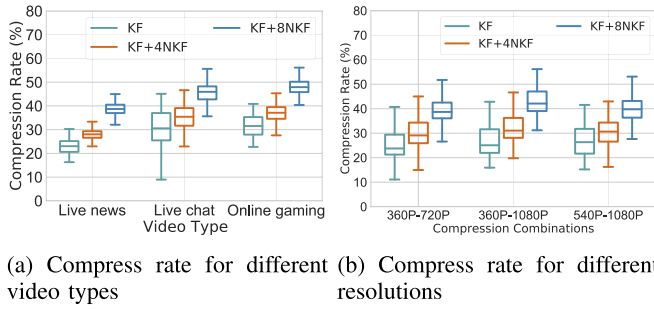 (a)
Compression Rate (%)
80
70
60
50
40
30
20
10
0
KF
KF+4NKF
KF+8NKF
Live news Live chat Online gaming
Video Type
(b)
Compression Rate (%)
80
70
60
50
40
30
20
10
0
KF
KF+4NKF
KF+8NKF
360P-720P 360P-1080P 540P-1080P
Compression Combinations
(a) Compress rate for different
video types
(b) Compress rate for different
resolutions